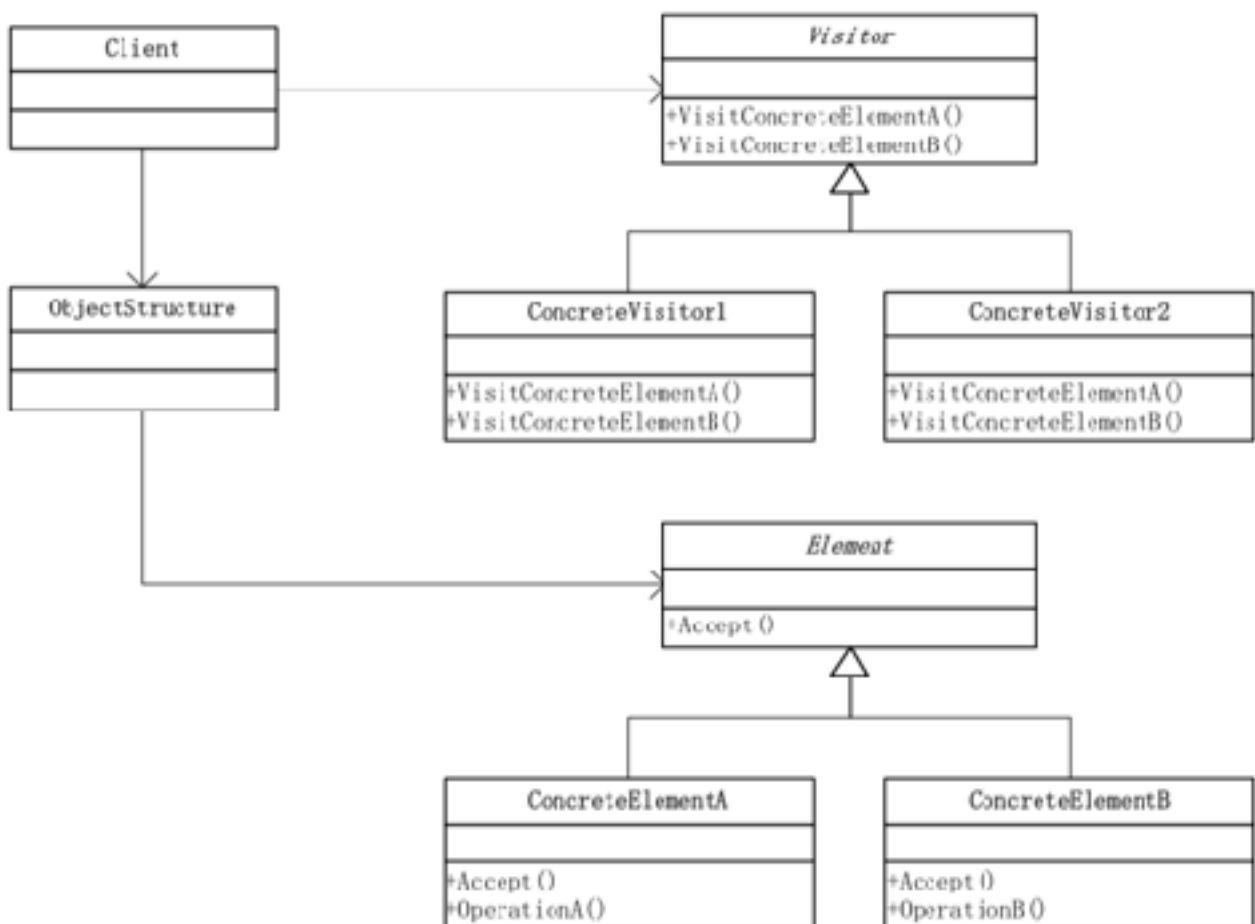 Client
Visitor
+VisitConcreteElementA()
+VisitConcreteElementB()
ObjectStructure
ConcreteVisitor1
+VisitConcreteElementA()
+VisitConcreteElementB()
ConcreteVisitor2
+VisitConcreteElementA()
+VisitConcreteElementB()
Element
+Accept()
ConcreteElementA
+Accept()
+OperationA()
ConcreteElementB
+Accept()
+OperationB()